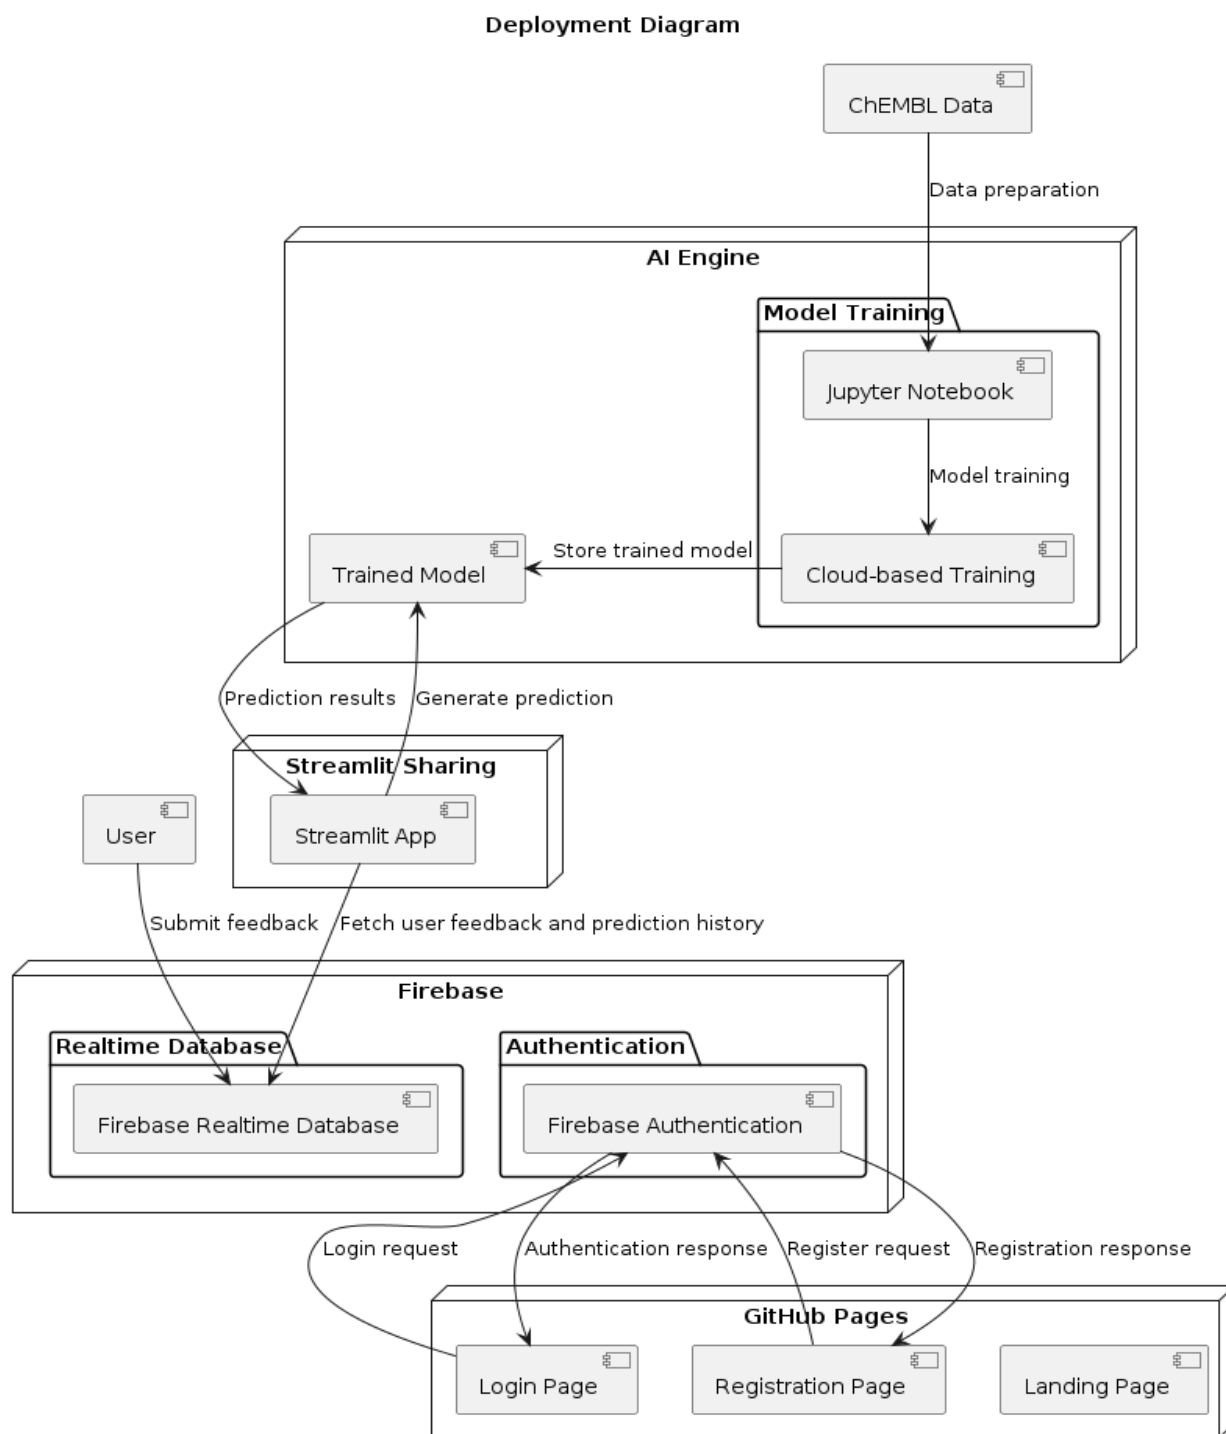 Deployment Diagram
ChEMBL Data
Data preparation
AI Engine
Model Training
Jupyter Notebook
Model training
Store trained model
Trained Model
Cloud-based Training
Prediction results
Generate prediction
Streamlit Sharing
User
Streamlit App
Submit feedback
Fetch user feedback and prediction history
Firebase
Realtime Database
Authentication
Firebase Realtime Database
Firebase Authentication
Login request
Authentication response
Register request
Registration response
GitHub Pages
Login Page
Registration Page
Landing Page